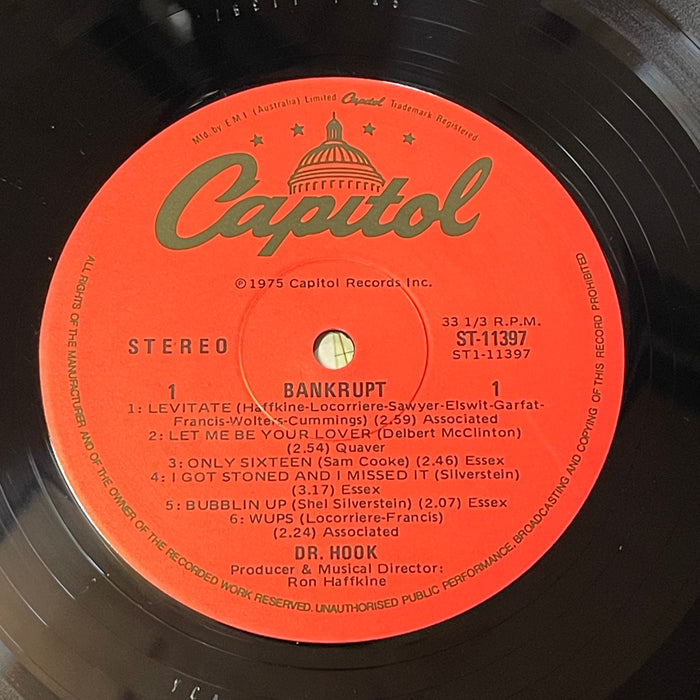 Mfd. by E.M.I. (Australia) Limited Capitol Trademark Registered
Capitol
℗ 1975 Capitol Records Inc.
STEREO
33 1/3 R.P.M.
ST-11397
ST1-11397
1 BANKRUPT 1
1: LEVITATE (Haffkine-Locorriere-Sawyer-Elswit-Garfat-
Francis-Wolters-Cummings) (2.59) Associated
2: LET ME BE YOUR LOVER (Delbert McClinton)
(2.54) Quaver
3: ONLY SIXTEEN (Sam Cooke) (2.46) Essex
4: I GOT STONED AND I MISSED IT (Silverstein)
(3.17) Essex
5: BUBBLIN UP (Shel Silverstein) (2.07) Essex
6: WUPS (Locorriere-Francis)
(2.24) Associated
DR. HOOK
Producer & Musical Director:
Ron Haffkine
ALL RIGHTS OF THE MANUFACTURER AND OF THE OWNER OF THE RECORDED WORK RESERVED. UNAUTHORISED PUBLIC PERFORMANCE, BROADCASTING AND COPYING OF THIS RECORD PROHIBITED